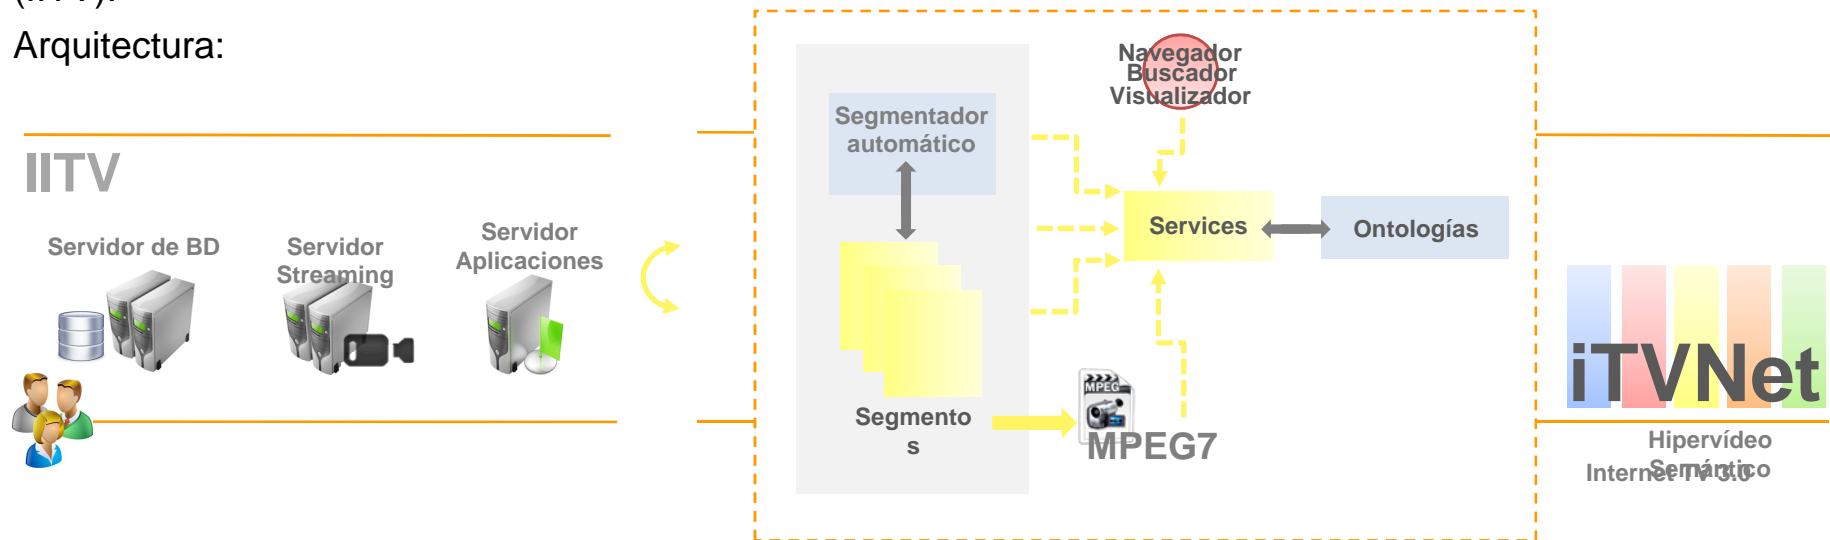 Arquitectura:
IITV
Servidor de BD
Servidor
Streaming
Servidor
Aplicaciones
Segmentador
automático
Segmento
s
Navegador
Buscador
Visualizador
Services
Ontologías
MPEG
MPEG7
iTVNet
Hipervídeo
Semántico
Internet TV 3.0